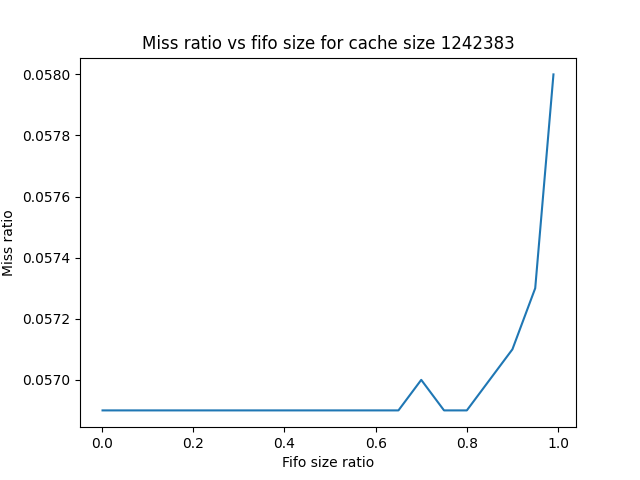 Miss ratio vs fifo size for cache size 1242383
0.0580
0.0578
0.0576
0.0574
0.0572
0.0570
Miss ratio
0.0 0.2 0.4 0.6 0.8 1.0
Fifo size ratio